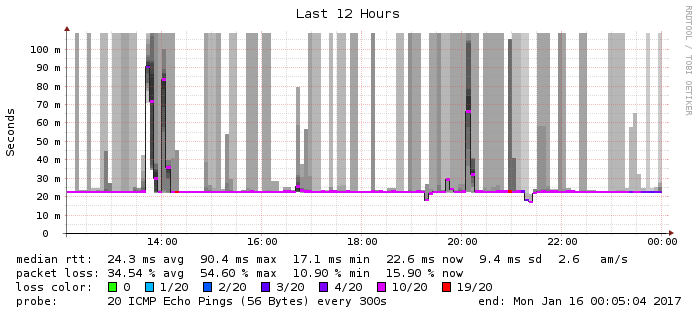 Last 12 Hours
RRDTOOL / TOBI OETIKER
Seconds
100 m
90 m
80 m
70 m
60 m
50 m
40 m
30 m
20 m
10 m
0
14:00 16:00 18:00 20:00 22:00 00:00
median rtt: 24.3 ms avg 90.4 ms max 17.1 ms min 22.6 ms now 9.4 ms sd 2.6 am/s
packet loss: 34.54 % avg 54.60 % max 10.90 % min 15.90 % now
loss color: 0 1/20 2/20 3/20 4/20 10/20 19/20
probe: 20 ICMP Echo Pings (56 Bytes) every 300s end: Mon Jan 16 00:05:04 2017